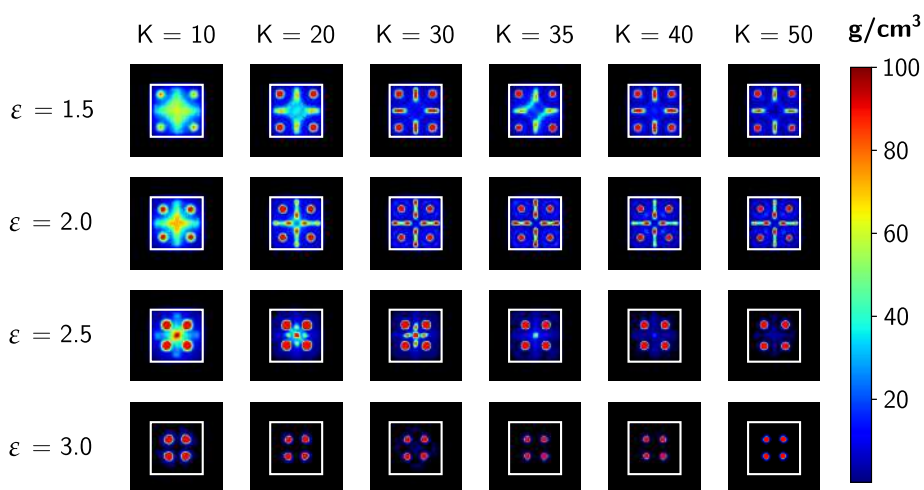 K = 10 K = 20 K = 30 K = 35 K = 40 K = 50 g/cm³
100
ε = 1.5
80
ε = 2.0
60
40
ε = 2.5
20
ε = 3.0